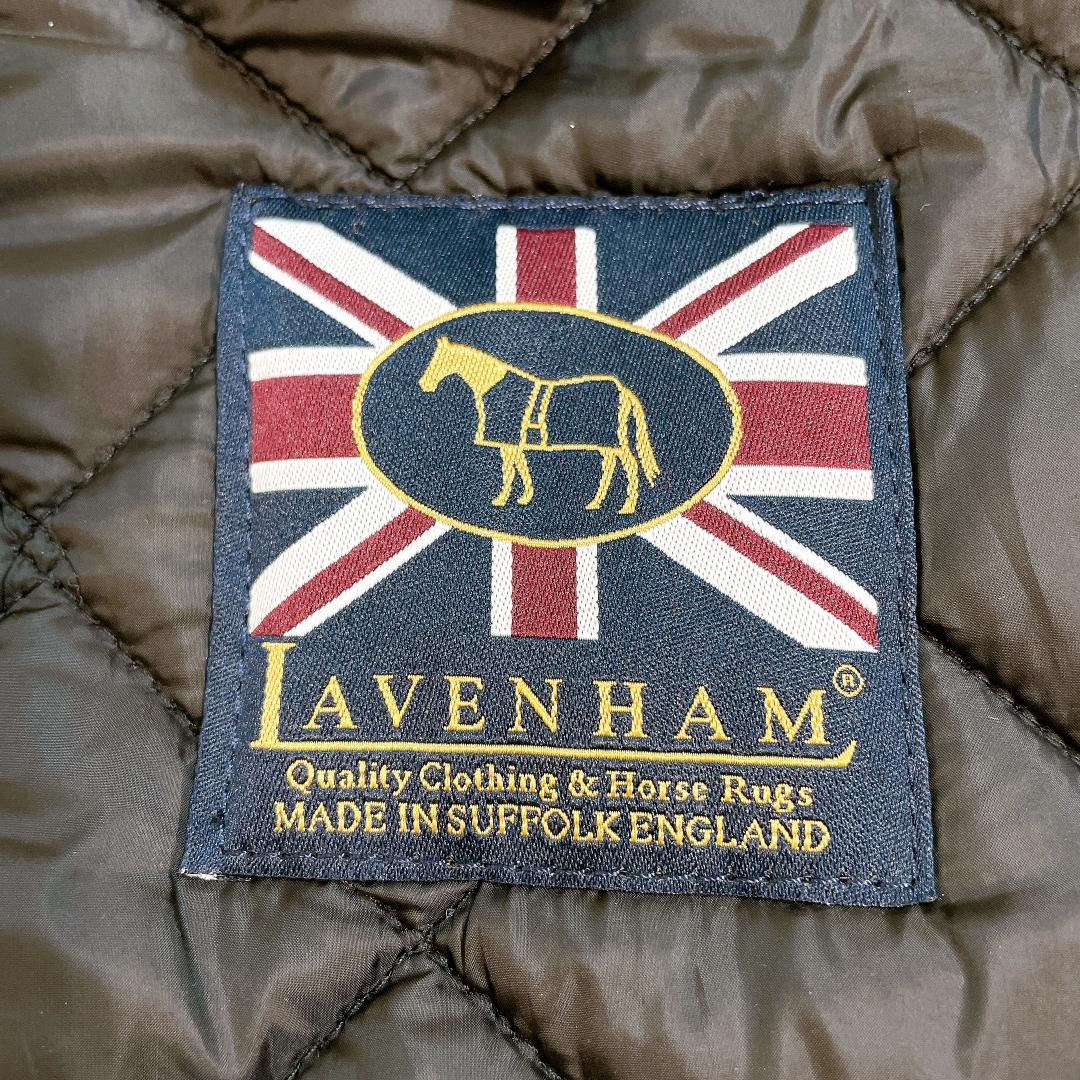 LAVENHAM®
Quality Clothing & Horse Rugs
MADE IN SUFFOLK ENGLAND